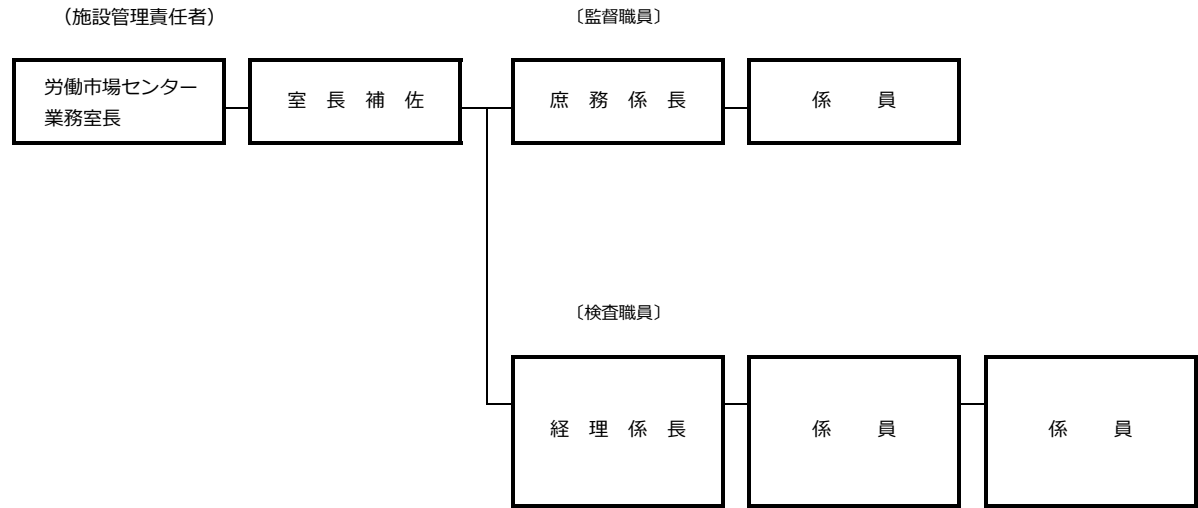 （施設管理責任者）
〔監督職員〕
労働市場センター
業務室長
室 長 補 佐
庶 務 係 長
係 員
〔検査職員〕
経 理 係 長
係 員
係 員